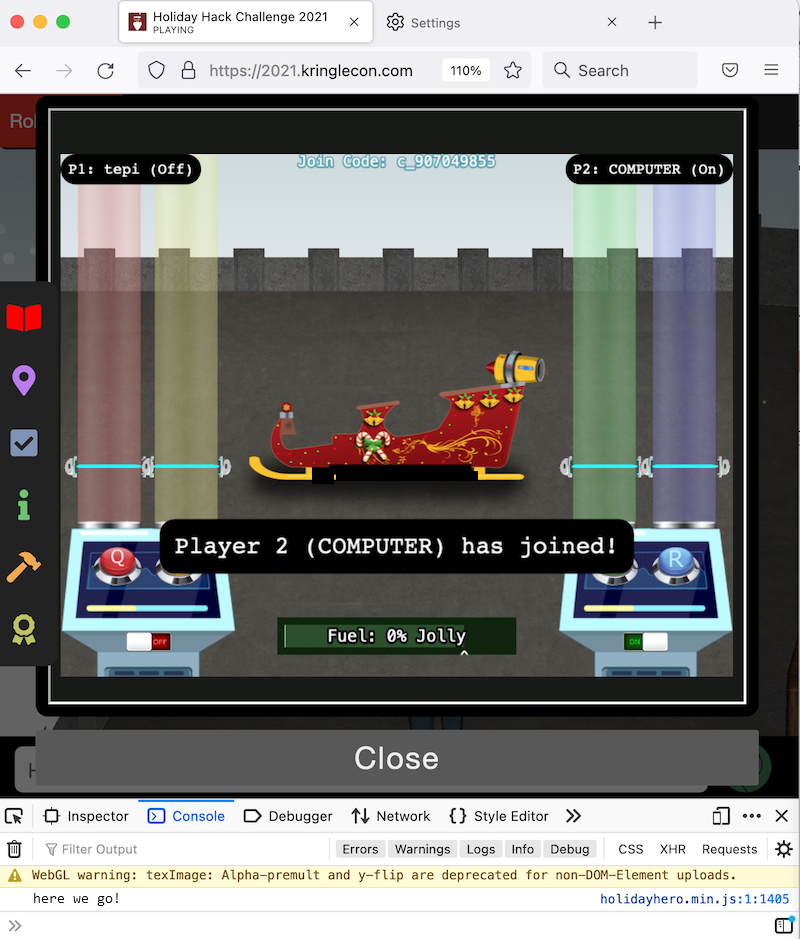 Holiday Hack Challenge 2021
PLAYING
Settings
https://2021.kringlecon.com
110%
Search
Rol
P1: tepi (Off)
Join Code: c_907049855
P2: COMPUTER (On)
Player 2 (COMPUTER) has joined!
Q
R
OFF
ON
Fuel: 0% Jolly
Close
H
Inspector
Console
Debugger
Network
Style Editor
Filter Output
Errors
Warnings
Logs
Info
Debug
CSS
XHR
Requests
WebGL warning: texImage: Alpha-premult and y-flip are deprecated for non-DOM-Element uploads.
here we go!
holidayhero.min.js:1:1405